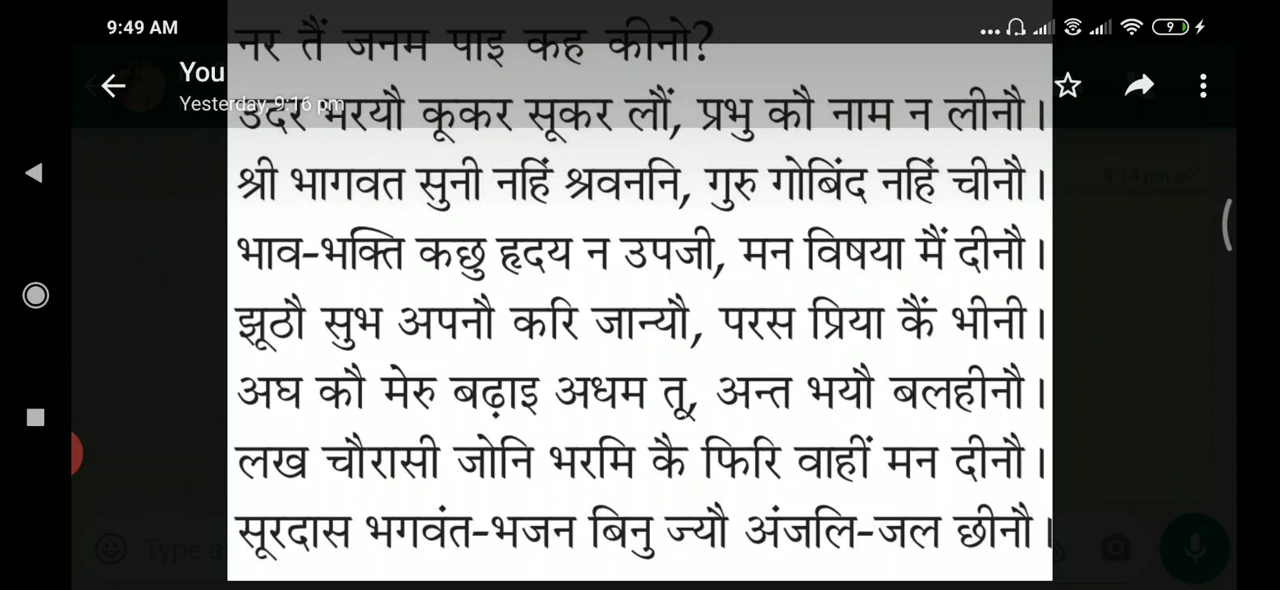 9:49 AM
9
You
Yesterday, 9:16 pm
नर तैं जनम पाइ कह कीनो?
उदर भरयौ कूकर सूकर लौं, प्रभु कौ नाम न लीनौ।
श्री भागवत सुनी नहिं श्रवननि, गुरु गोबिंद नहिं चीनौ।
भाव-भक्ति कछु हृदय न उपजी, मन विषया मैं दीनौ।
झूठौ सुभ अपनौ करि जान्यौ, परस प्रिया कैं भीनी।
अघ कौ मेरु बढ़ाइ अधम तू, अन्त भयौ बलहीनौ।
लख चौरासी जोनि भरमि कै फिरि वाहीं मन दीनौ।
सूरदास भगवंत-भजन बिनु ज्यौ अंजलि-जल छीनौ।
Type a